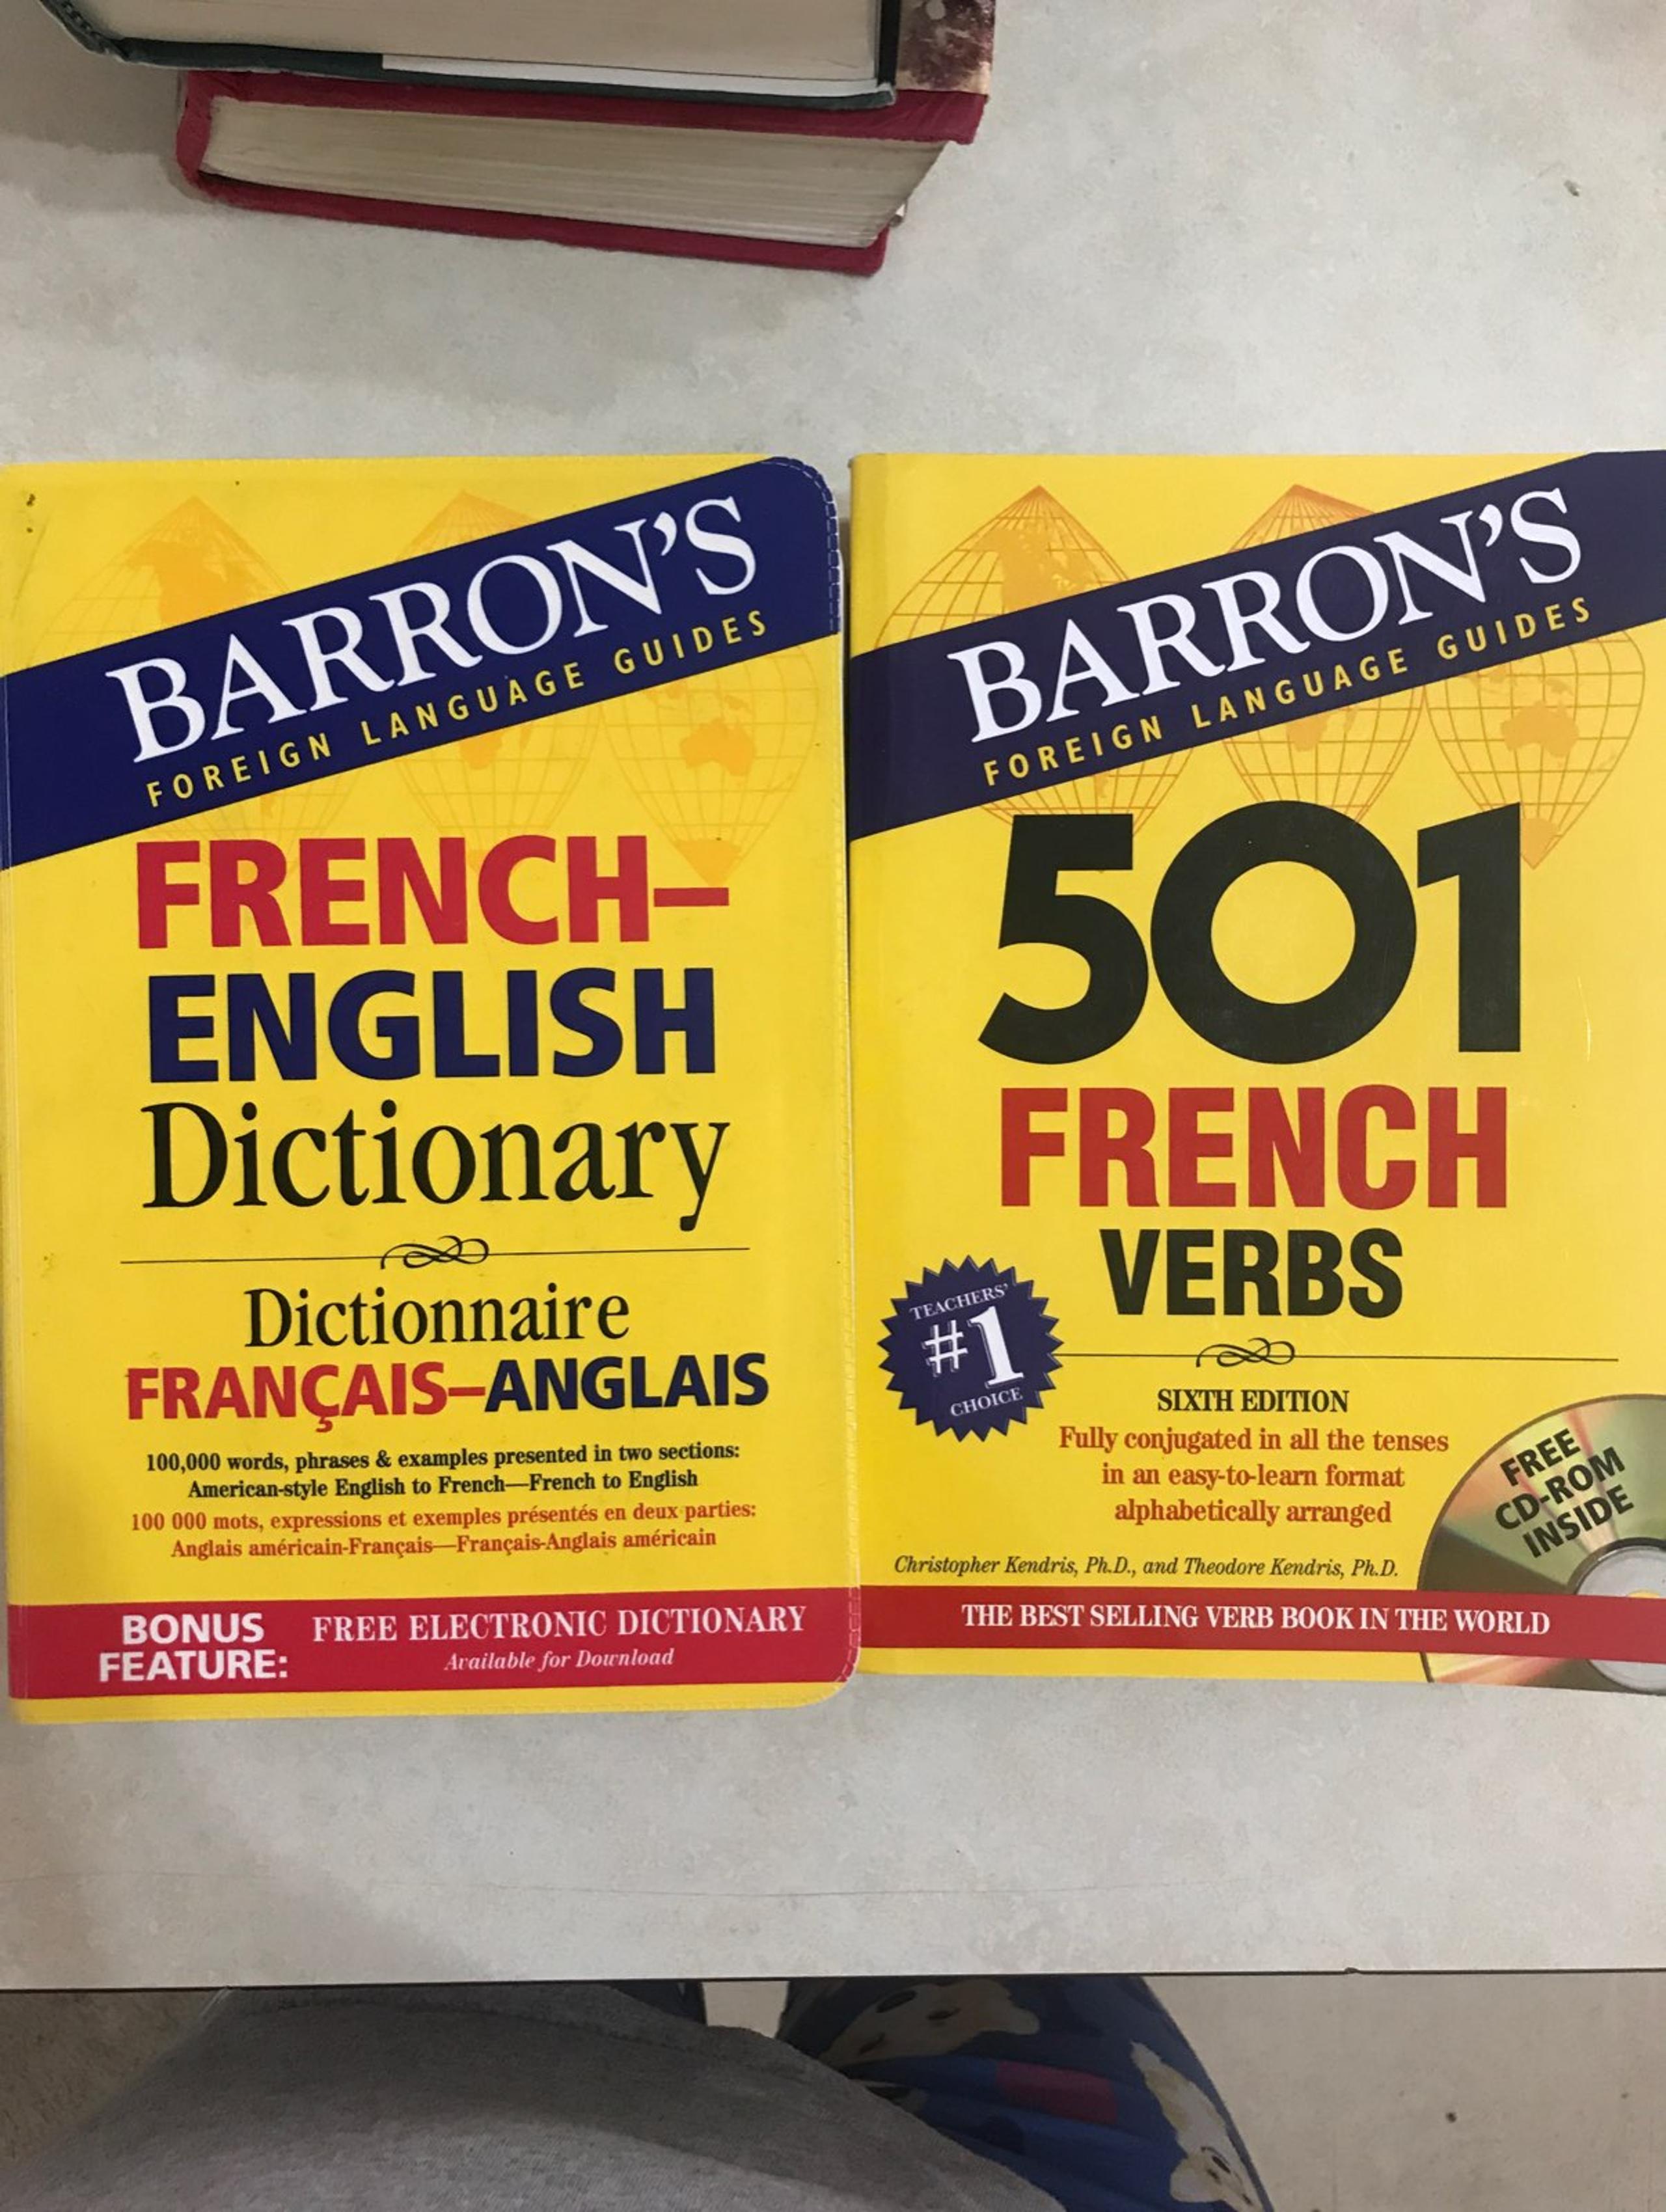 BARRON'S
FOREIGN LANGUAGE GUIDES
FRENCH–
ENGLISH
Dictionary
Dictionnaire
FRANÇAIS–ANGLAIS
100,000 words, phrases & examples presented in two sections:
American-style English to French—French to English
100 000 mots, expressions et exemples présentés en deux parties:
Anglais américain-Français—Français-Anglais américain
BONUS
FEATURE:
FREE ELECTRONIC DICTIONARY
Available for Download
BARRON'S
FOREIGN LANGUAGE GUIDES
501
FRENCH
VERBS
TEACHERS'
#1
CHOICE
SIXTH EDITION
Fully conjugated in all the tenses
in an easy-to-learn format
alphabetically arranged
FREE
CD-ROM
INSIDE
Christopher Kendris, Ph.D., and Theodore Kendris, Ph.D.
THE BEST SELLING VERB BOOK IN THE WORLD